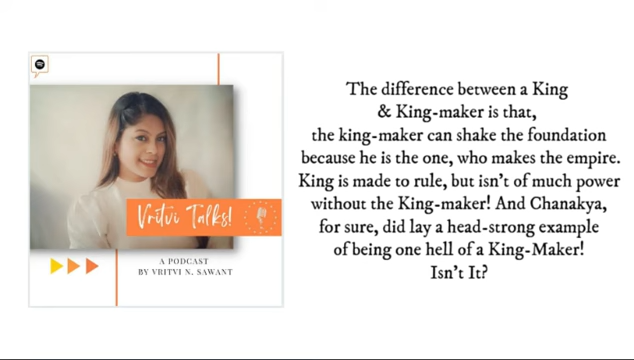 Vritvi Talks!
A PODCAST
BY VRITVI N. SAWANT
The difference between a King
& King-maker is that,
the king-maker can shake the foundation
because he is the one, who makes the empire.
King is made to rule, but isn't of much power
without the King-maker! And Chanakya,
for sure, did lay a head-strong example
of being one hell of a King-Maker!
Isn't It?